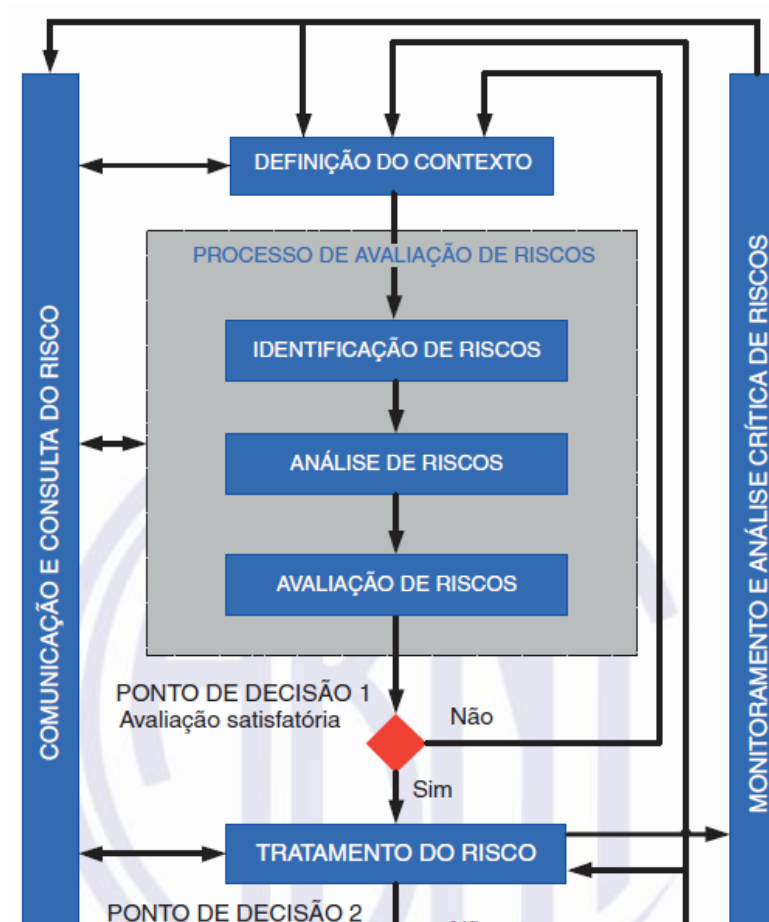 DEFINIÇÃO DO CONTEXTO
PROCESSO DE AVALIAÇÃO DE RISCOS
IDENTIFICAÇÃO DE RISCOS
ANÁLISE DE RISCOS
AVALIAÇÃO DE RISCOS
COMUNICAÇÃO E CONSULTA DO RISCO
MONITORAMENTO E ANÁLISE CRÍTICA DE RISCOS
PONTO DE DECISÃO 1
Avaliação satisfatória
Não
Sim
TRATAMENTO DO RISCO
PONTO DE DECISÃO 2